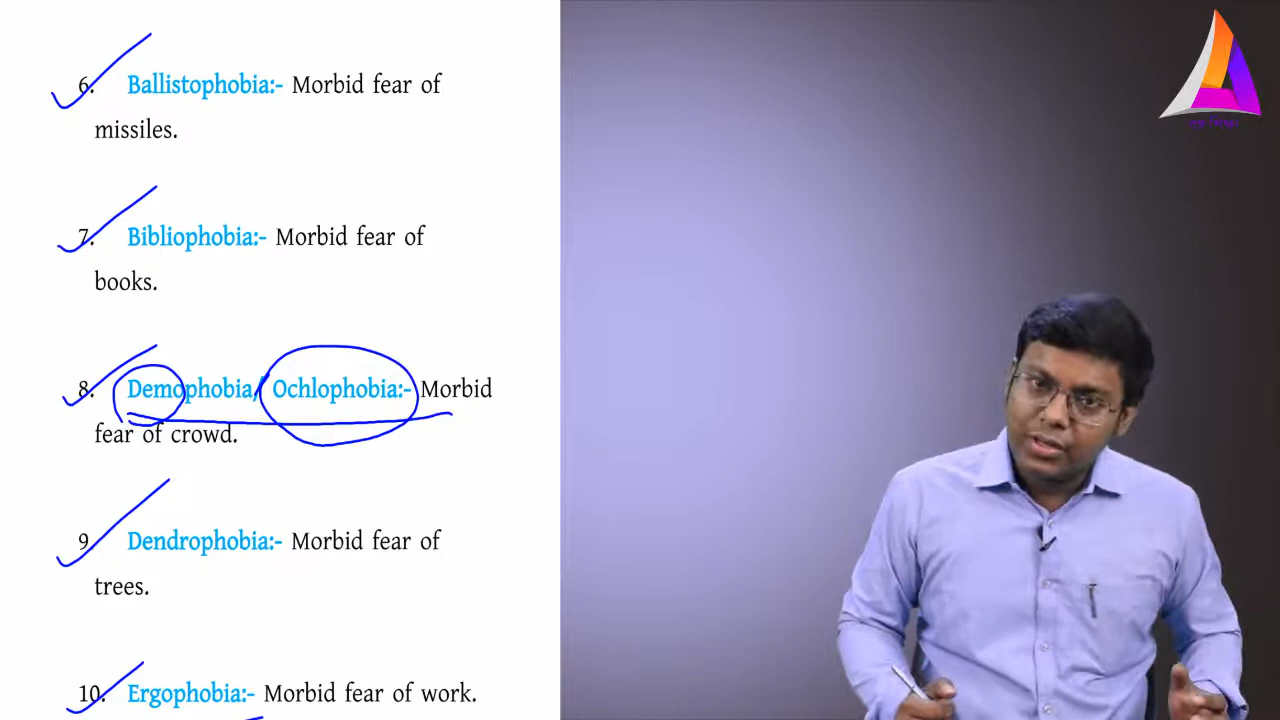 6. Ballistophobia:- Morbid fear of
missiles.
7. Bibliophobia:- Morbid fear of
books.
8. Demophobia/ Ochlophobia:- Morbid
fear of crowd.
9 Dendrophobia:- Morbid fear of
trees.
10. Ergophobia:- Morbid fear of work.